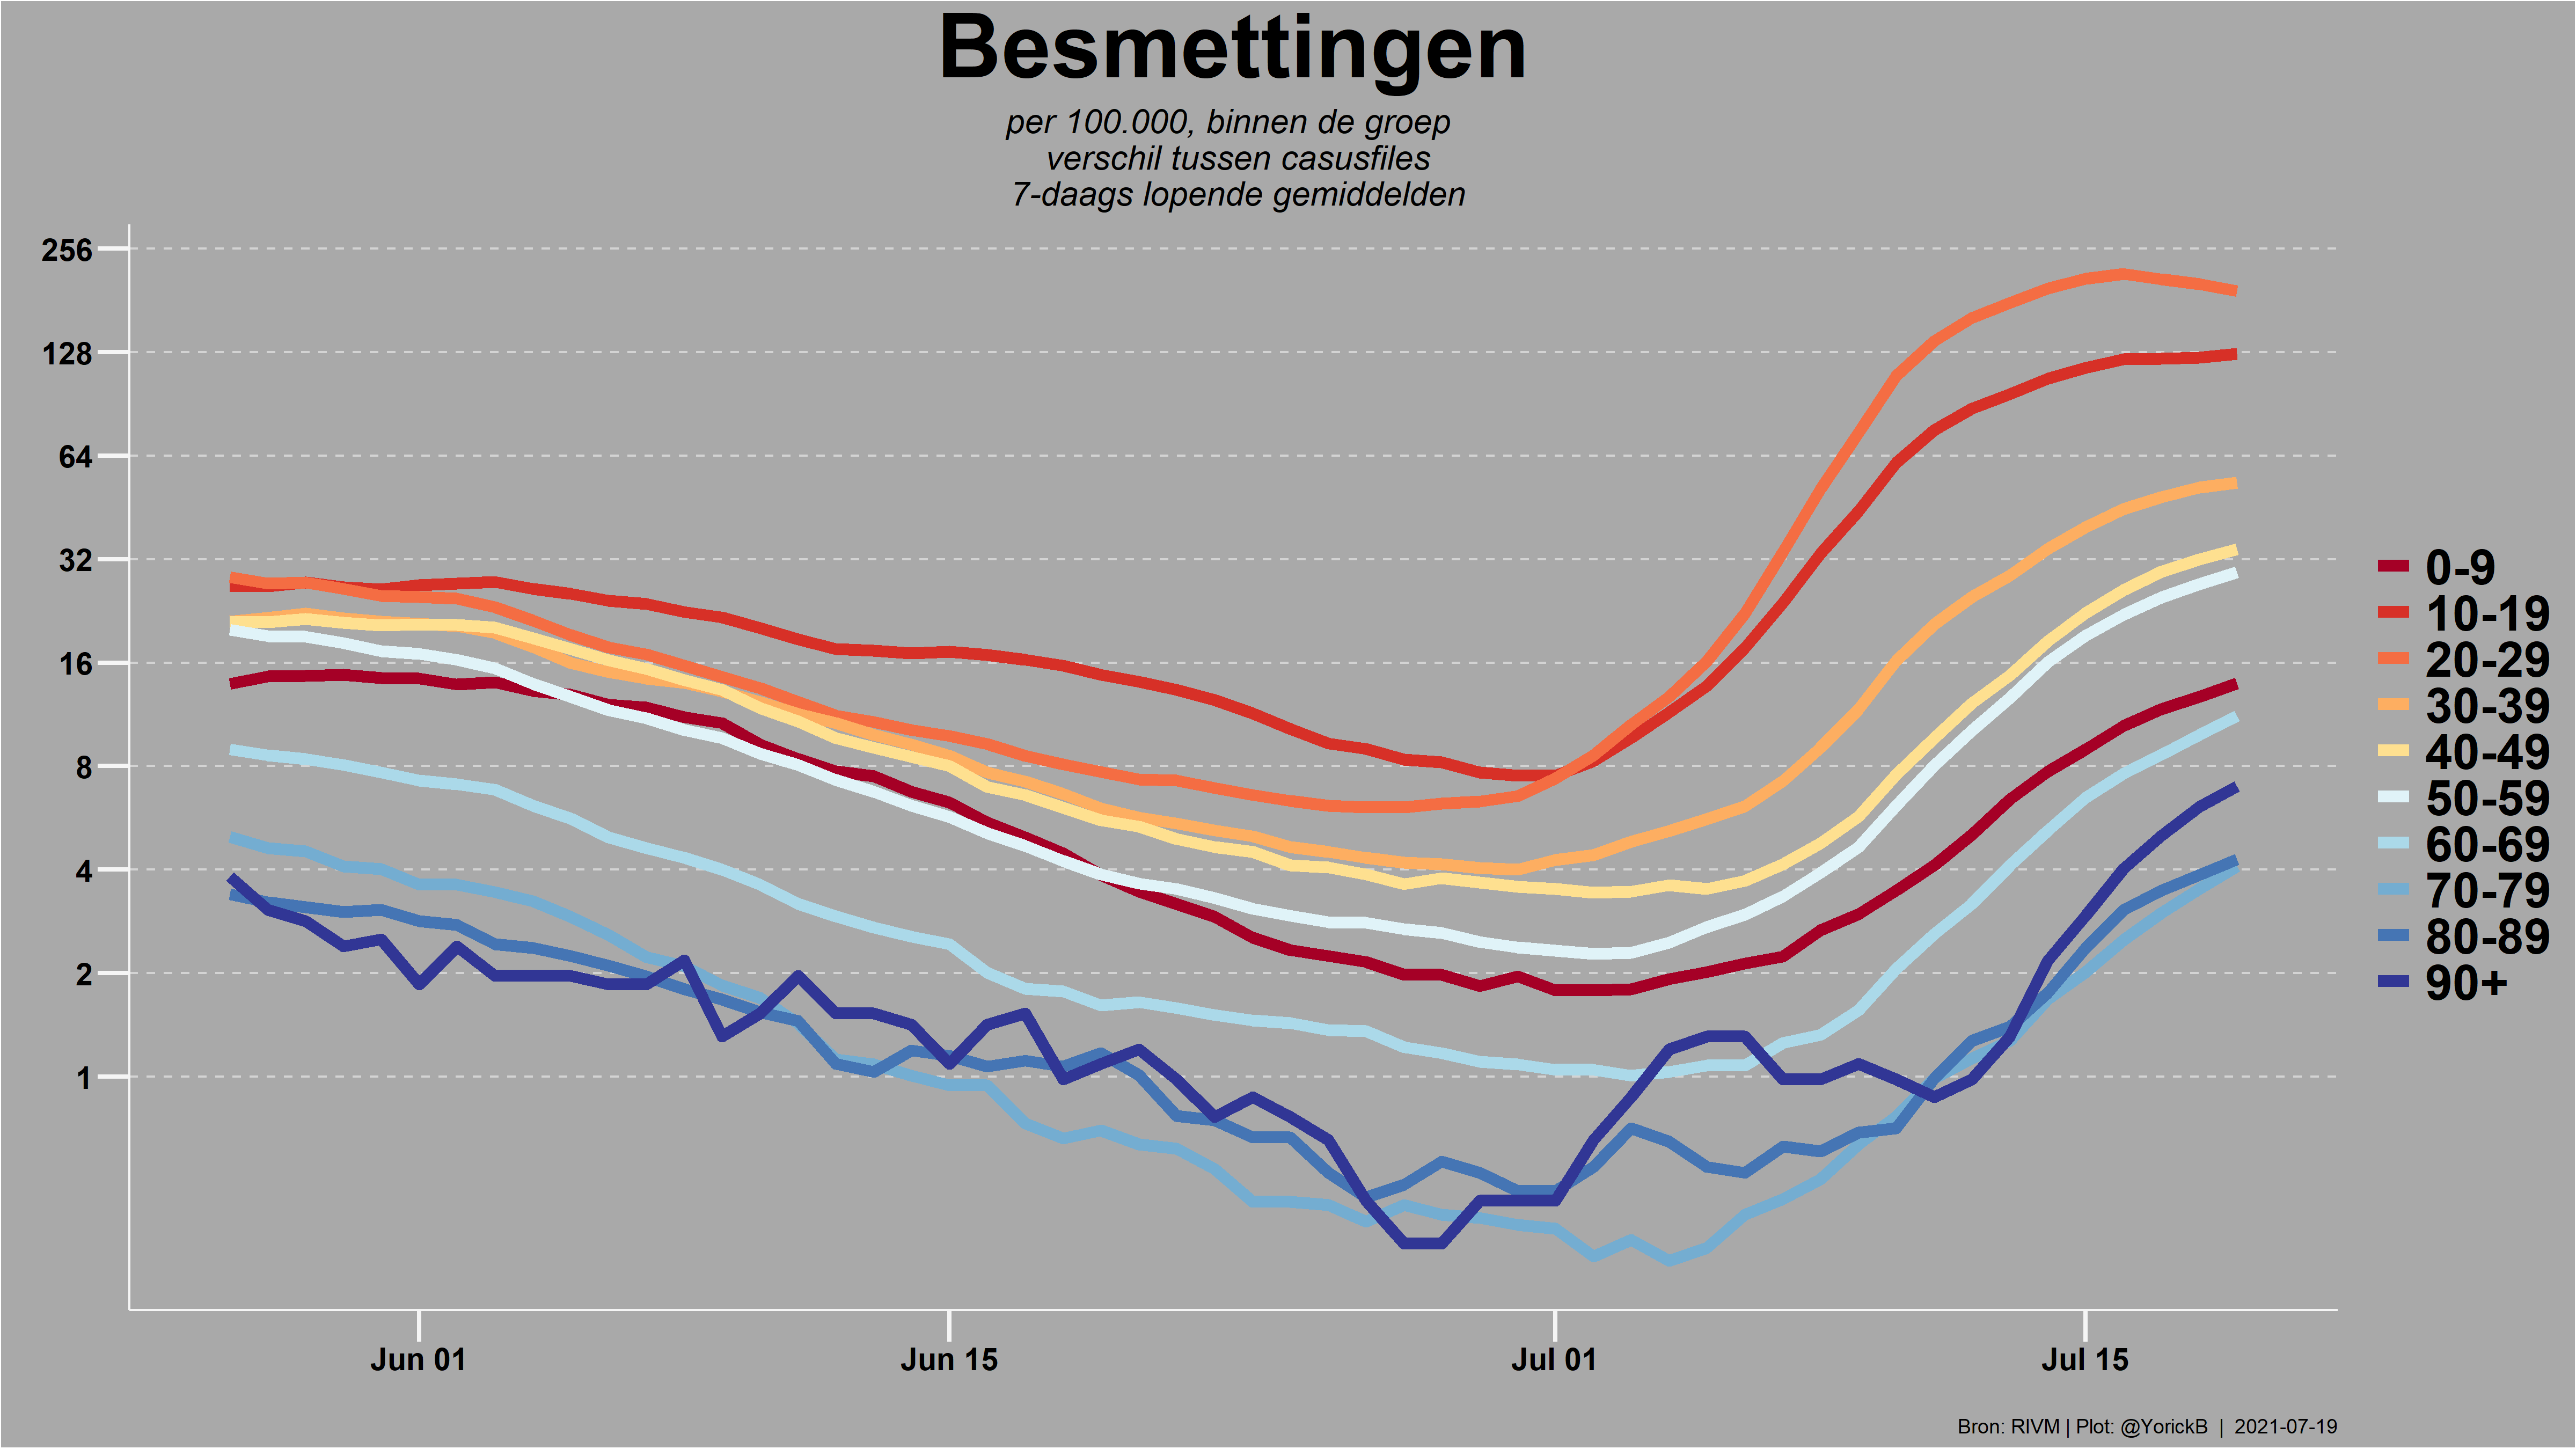 Besmettingen
per 100.000, binnen de groep
verschil tussen casusfiles
7-daags lopende gemiddelden
256
128
64
32
16
8
4
2
1
0-9
10-19
20-29
30-39
40-49
50-59
60-69
70-79
80-89
90+
Jun 01
Jun 15
Jul 01
Jul 15
Bron: RIVM | Plot: @YorickB | 2021-07-19